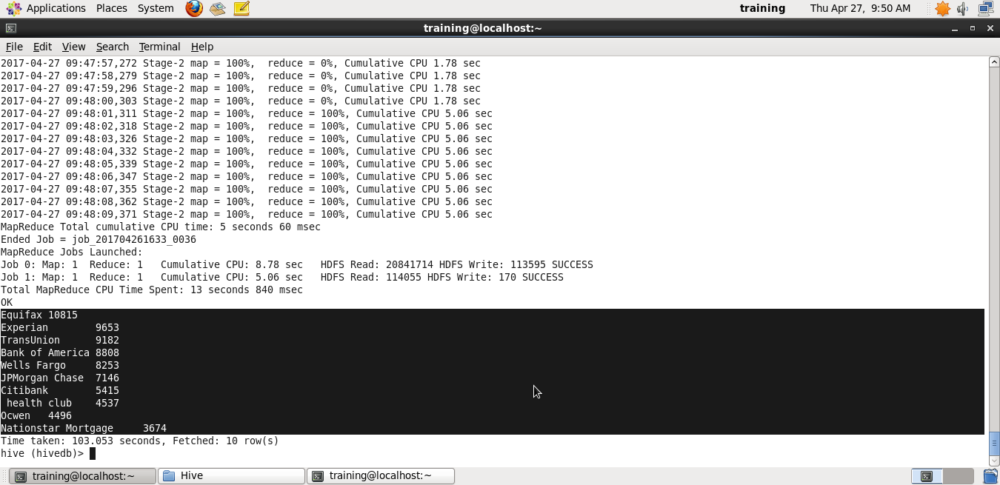 Applications Places System training Thu Apr 27, 9:50 AM
training@localhost:~
File Edit View Search Terminal Help
2017-04-27 09:47:57,272 Stage-2 map = 100%,  reduce = 0%, Cumulative CPU 1.78 sec
2017-04-27 09:47:58,279 Stage-2 map = 100%,  reduce = 0%, Cumulative CPU 1.78 sec
2017-04-27 09:47:59,296 Stage-2 map = 100%,  reduce = 0%, Cumulative CPU 1.78 sec
2017-04-27 09:48:00,303 Stage-2 map = 100%,  reduce = 0%, Cumulative CPU 1.78 sec
2017-04-27 09:48:01,311 Stage-2 map = 100%,  reduce = 100%, Cumulative CPU 5.06 sec
2017-04-27 09:48:02,318 Stage-2 map = 100%,  reduce = 100%, Cumulative CPU 5.06 sec
2017-04-27 09:48:03,326 Stage-2 map = 100%,  reduce = 100%, Cumulative CPU 5.06 sec
2017-04-27 09:48:04,332 Stage-2 map = 100%,  reduce = 100%, Cumulative CPU 5.06 sec
2017-04-27 09:48:05,339 Stage-2 map = 100%,  reduce = 100%, Cumulative CPU 5.06 sec
2017-04-27 09:48:06,347 Stage-2 map = 100%,  reduce = 100%, Cumulative CPU 5.06 sec
2017-04-27 09:48:07,355 Stage-2 map = 100%,  reduce = 100%, Cumulative CPU 5.06 sec
2017-04-27 09:48:08,362 Stage-2 map = 100%,  reduce = 100%, Cumulative CPU 5.06 sec
2017-04-27 09:48:09,371 Stage-2 map = 100%,  reduce = 100%, Cumulative CPU 5.06 sec
MapReduce Total cumulative CPU time: 5 seconds 60 msec
Ended Job = job_201704261633_0036
MapReduce Jobs Launched:
Job 0: Map: 1  Reduce: 1   Cumulative CPU: 8.78 sec   HDFS Read: 20841714 HDFS Write: 113595 SUCCESS
Job 1: Map: 1  Reduce: 1   Cumulative CPU: 5.06 sec   HDFS Read: 114055 HDFS Write: 170 SUCCESS
Total MapReduce CPU Time Spent: 13 seconds 840 msec
OK
Equifax 10815
Experian        9653
TransUnion      9182
Bank of America 8808
Wells Fargo     8253
JPMorgan Chase  7146
Citibank        5415
 health club    4537
Ocwen   4496
Nationstar Mortgage     3674
Time taken: 103.053 seconds, Fetched: 10 row(s)
hive (hivedb)>
training@localhost:~ Hive training@localhost:~